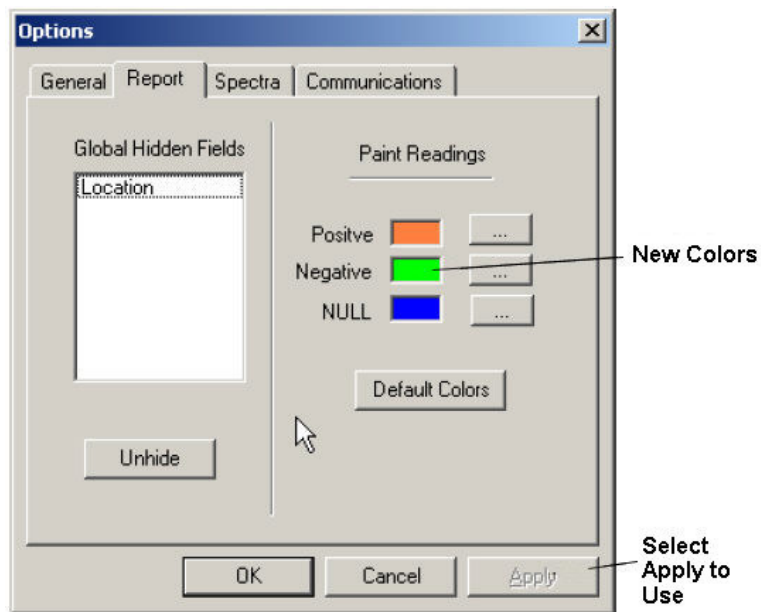 Options
General
Report
Spectra
Communications
Global Hidden Fields
Location
Unhide
Paint Readings
Positve
...
Negative
...
NULL
...
Default Colors
New Colors
OK
Cancel
Apply
Select
Apply to
Use